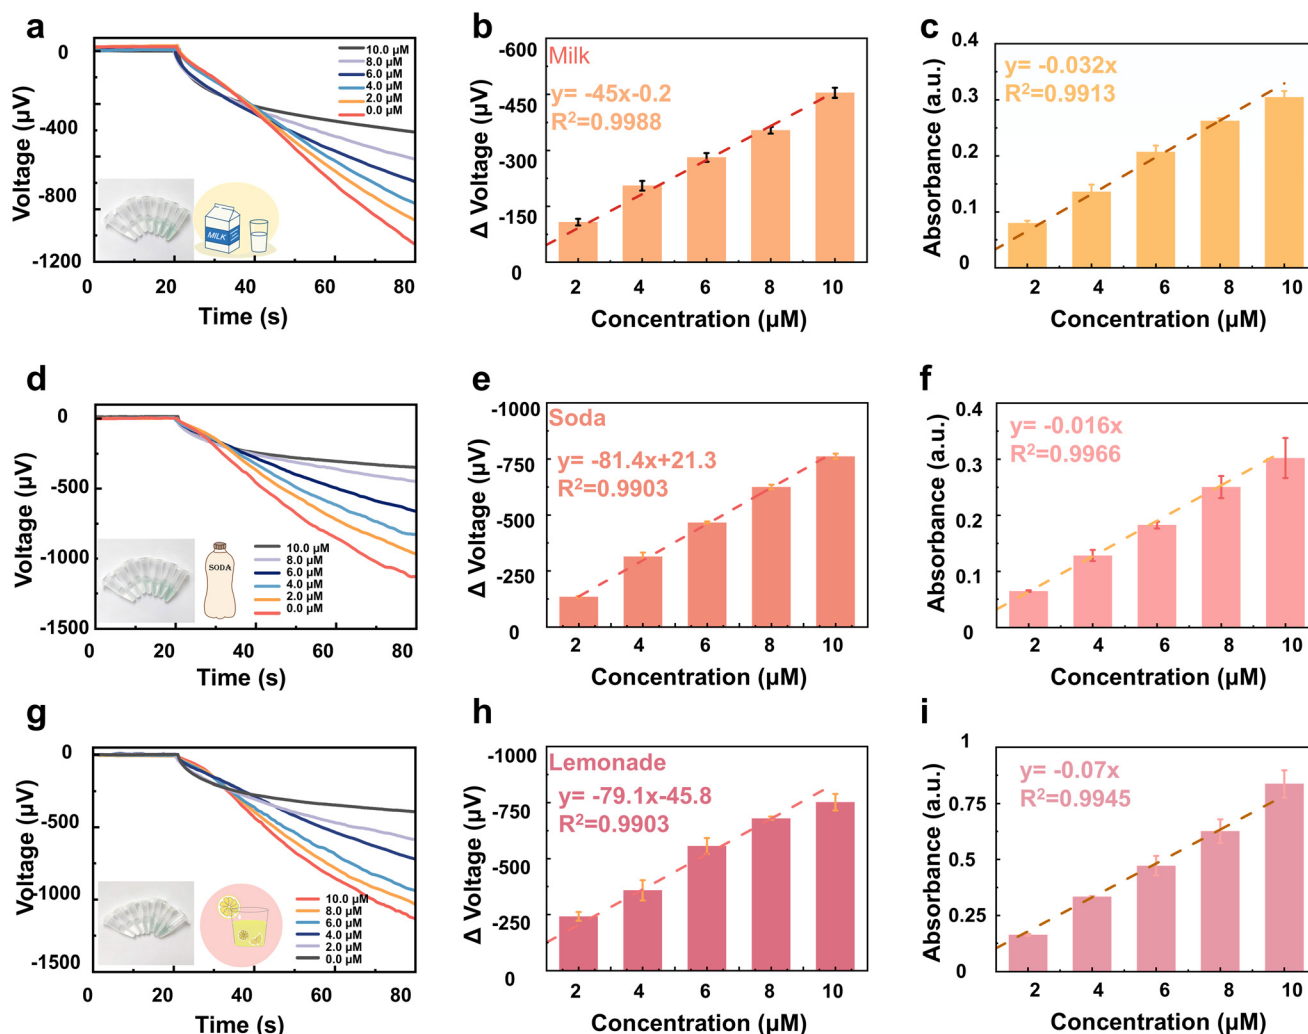 a
0
-400
-800
-1200
Voltage (µV)
0 20 40 60 80
Time (s)
10.0 µM
8.0 µM
6.0 µM
4.0 µM
2.0 µM
0.0 µM
MILK
b
-600
-450
-300
-150
0
Δ Voltage (µV)
Milk
y= -45x-0.2
R²=0.9988
2 4 6 8 10
Concentration (µM)
c
0.4
0.3
0.2
0.1
0
Absorbance (a.u.)
y= -0.032x
R²=0.9913
2 4 6 8 10
Concentration (µM)
d
0
-500
-1000
-1500
Voltage (µV)
0 20 40 60 80
Time (s)
SODA
10.0 µM
8.0 µM
6.0 µM
4.0 µM
2.0 µM
0.0 µM
e
-1000
-750
-500
-250
0
Δ Voltage (µV)
Soda
y= -81.4x+21.3
R²=0.9903
2 4 6 8 10
Concentration (µM)
f
0.4
0.3
0.2
0.1
0
Absorbance (a.u.)
y= -0.016x
R²=0.9966
2 4 6 8 10
Concentration (µM)
g
0
-500
-1000
-1500
Voltage (µV)
0 20 40 60 80
Time (s)
10.0 µM
8.0 µM
6.0 µM
4.0 µM
2.0 µM
0.0 µM
h
-1000
-750
-500
-250
0
Δ Voltage (µV)
Lemonade
y= -79.1x-45.8
R²=0.9903
2 4 6 8 10
Concentration (µM)
i
1
0.75
0.5
0.25
0
Absorbance (a.u.)
y= -0.07x
R²=0.9945
2 4 6 8 10
Concentration (µM)